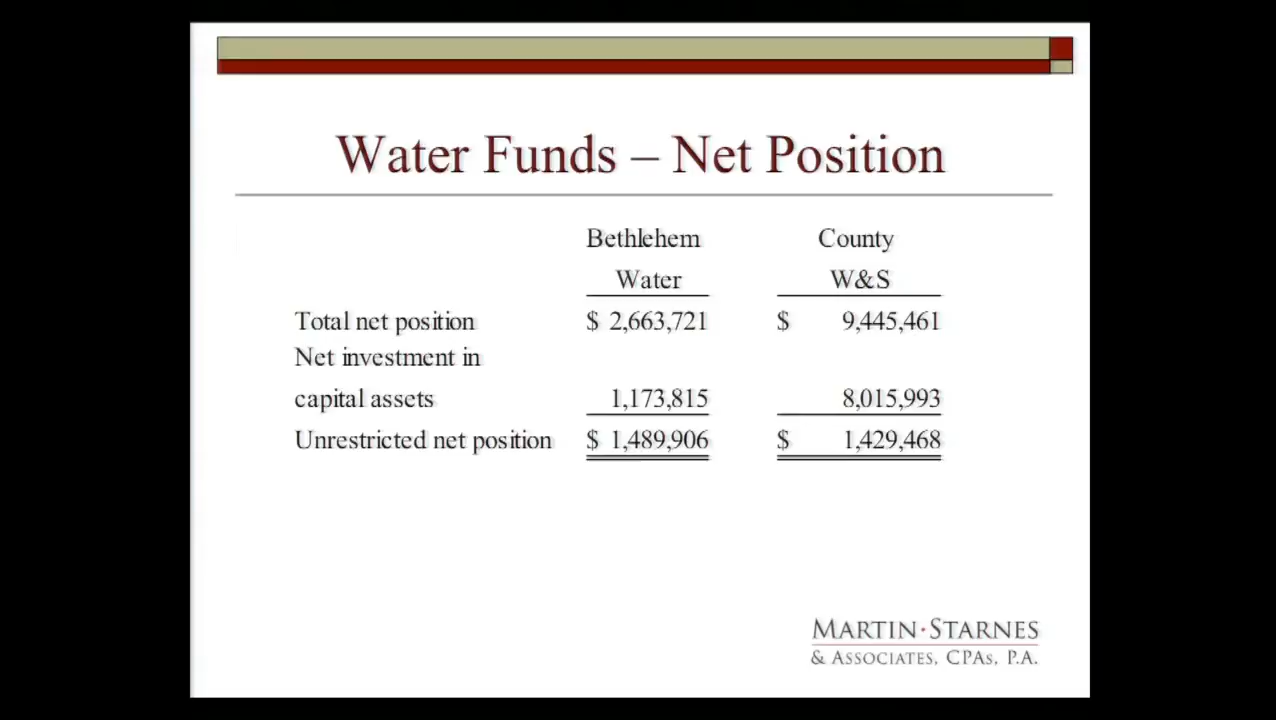 Water Funds – Net Position
Bethlehem County
Water W&S
Total net position $ 2,663,721 $ 9,445,461
Net investment in
capital assets 1,173,815 8,015,993
Unrestricted net position $ 1,489,906 $ 1,429,468
MARTIN·STARNES
& ASSOCIATES, CPAS, P.A.